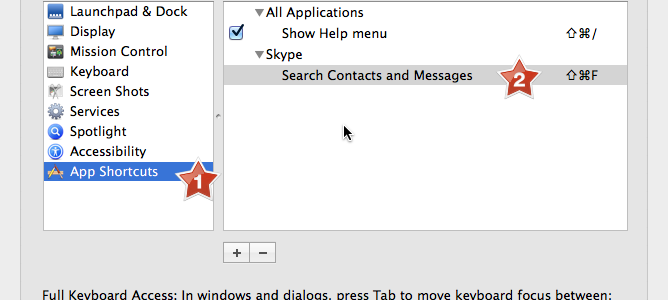 Launchpad & Dock
Display
Mission Control
Keyboard
Screen Shots
Services
Spotlight
Accessibility
App Shortcuts
1
All Applications
Show Help menu ⇧⌘/
Skype
Search Contacts and Messages 2 ⇧⌘F
+ −
Full Keyboard Access: In windows and dialogs, press Tab to move keyboard focus between: